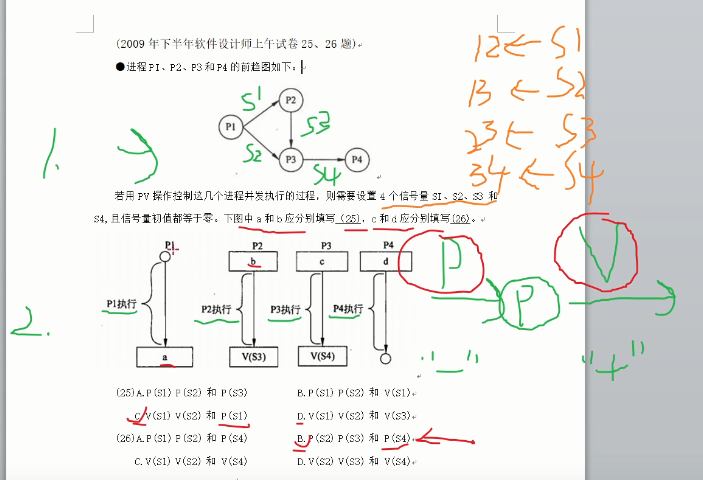 (2009 年下半年软件设计师上午试卷 25、26 题)
●进程 P1、P2、P3 和 P4 的前趋图如下:
12←S1
13←S2
23←S3
34←S4
P1 P2 P3 P4
S1 S2 S3 S4
1.
若用 PV 操作控制这几个进程并发执行的过程, 则需要设置 4 个信号量 S1、S2、S3 和
S4, 且信号量初值都等于零。下图中 a 和 b 应分别填写 (25), c 和 d 应分别填写(26)。
P1 P2 P3 P4
b c d
P V
P
2.
P1执行 P2执行 P3执行 P4执行
a V(S3) V(S4)
"—" "+"
(25)A.P(S1) P(S2) 和 P(S3) B.P(S1) P(S2) 和 V(S1)
C.V(S1) V(S2) 和 P(S1) D.V(S1) V(S2) 和 V(S3)
(26)A.P(S1) P(S2) 和 P(S4) B.P(S2) P(S3) 和 P(S4)
C.V(S1) V(S2) 和 V(S4) D.V(S2) V(S3) 和 V(S4)